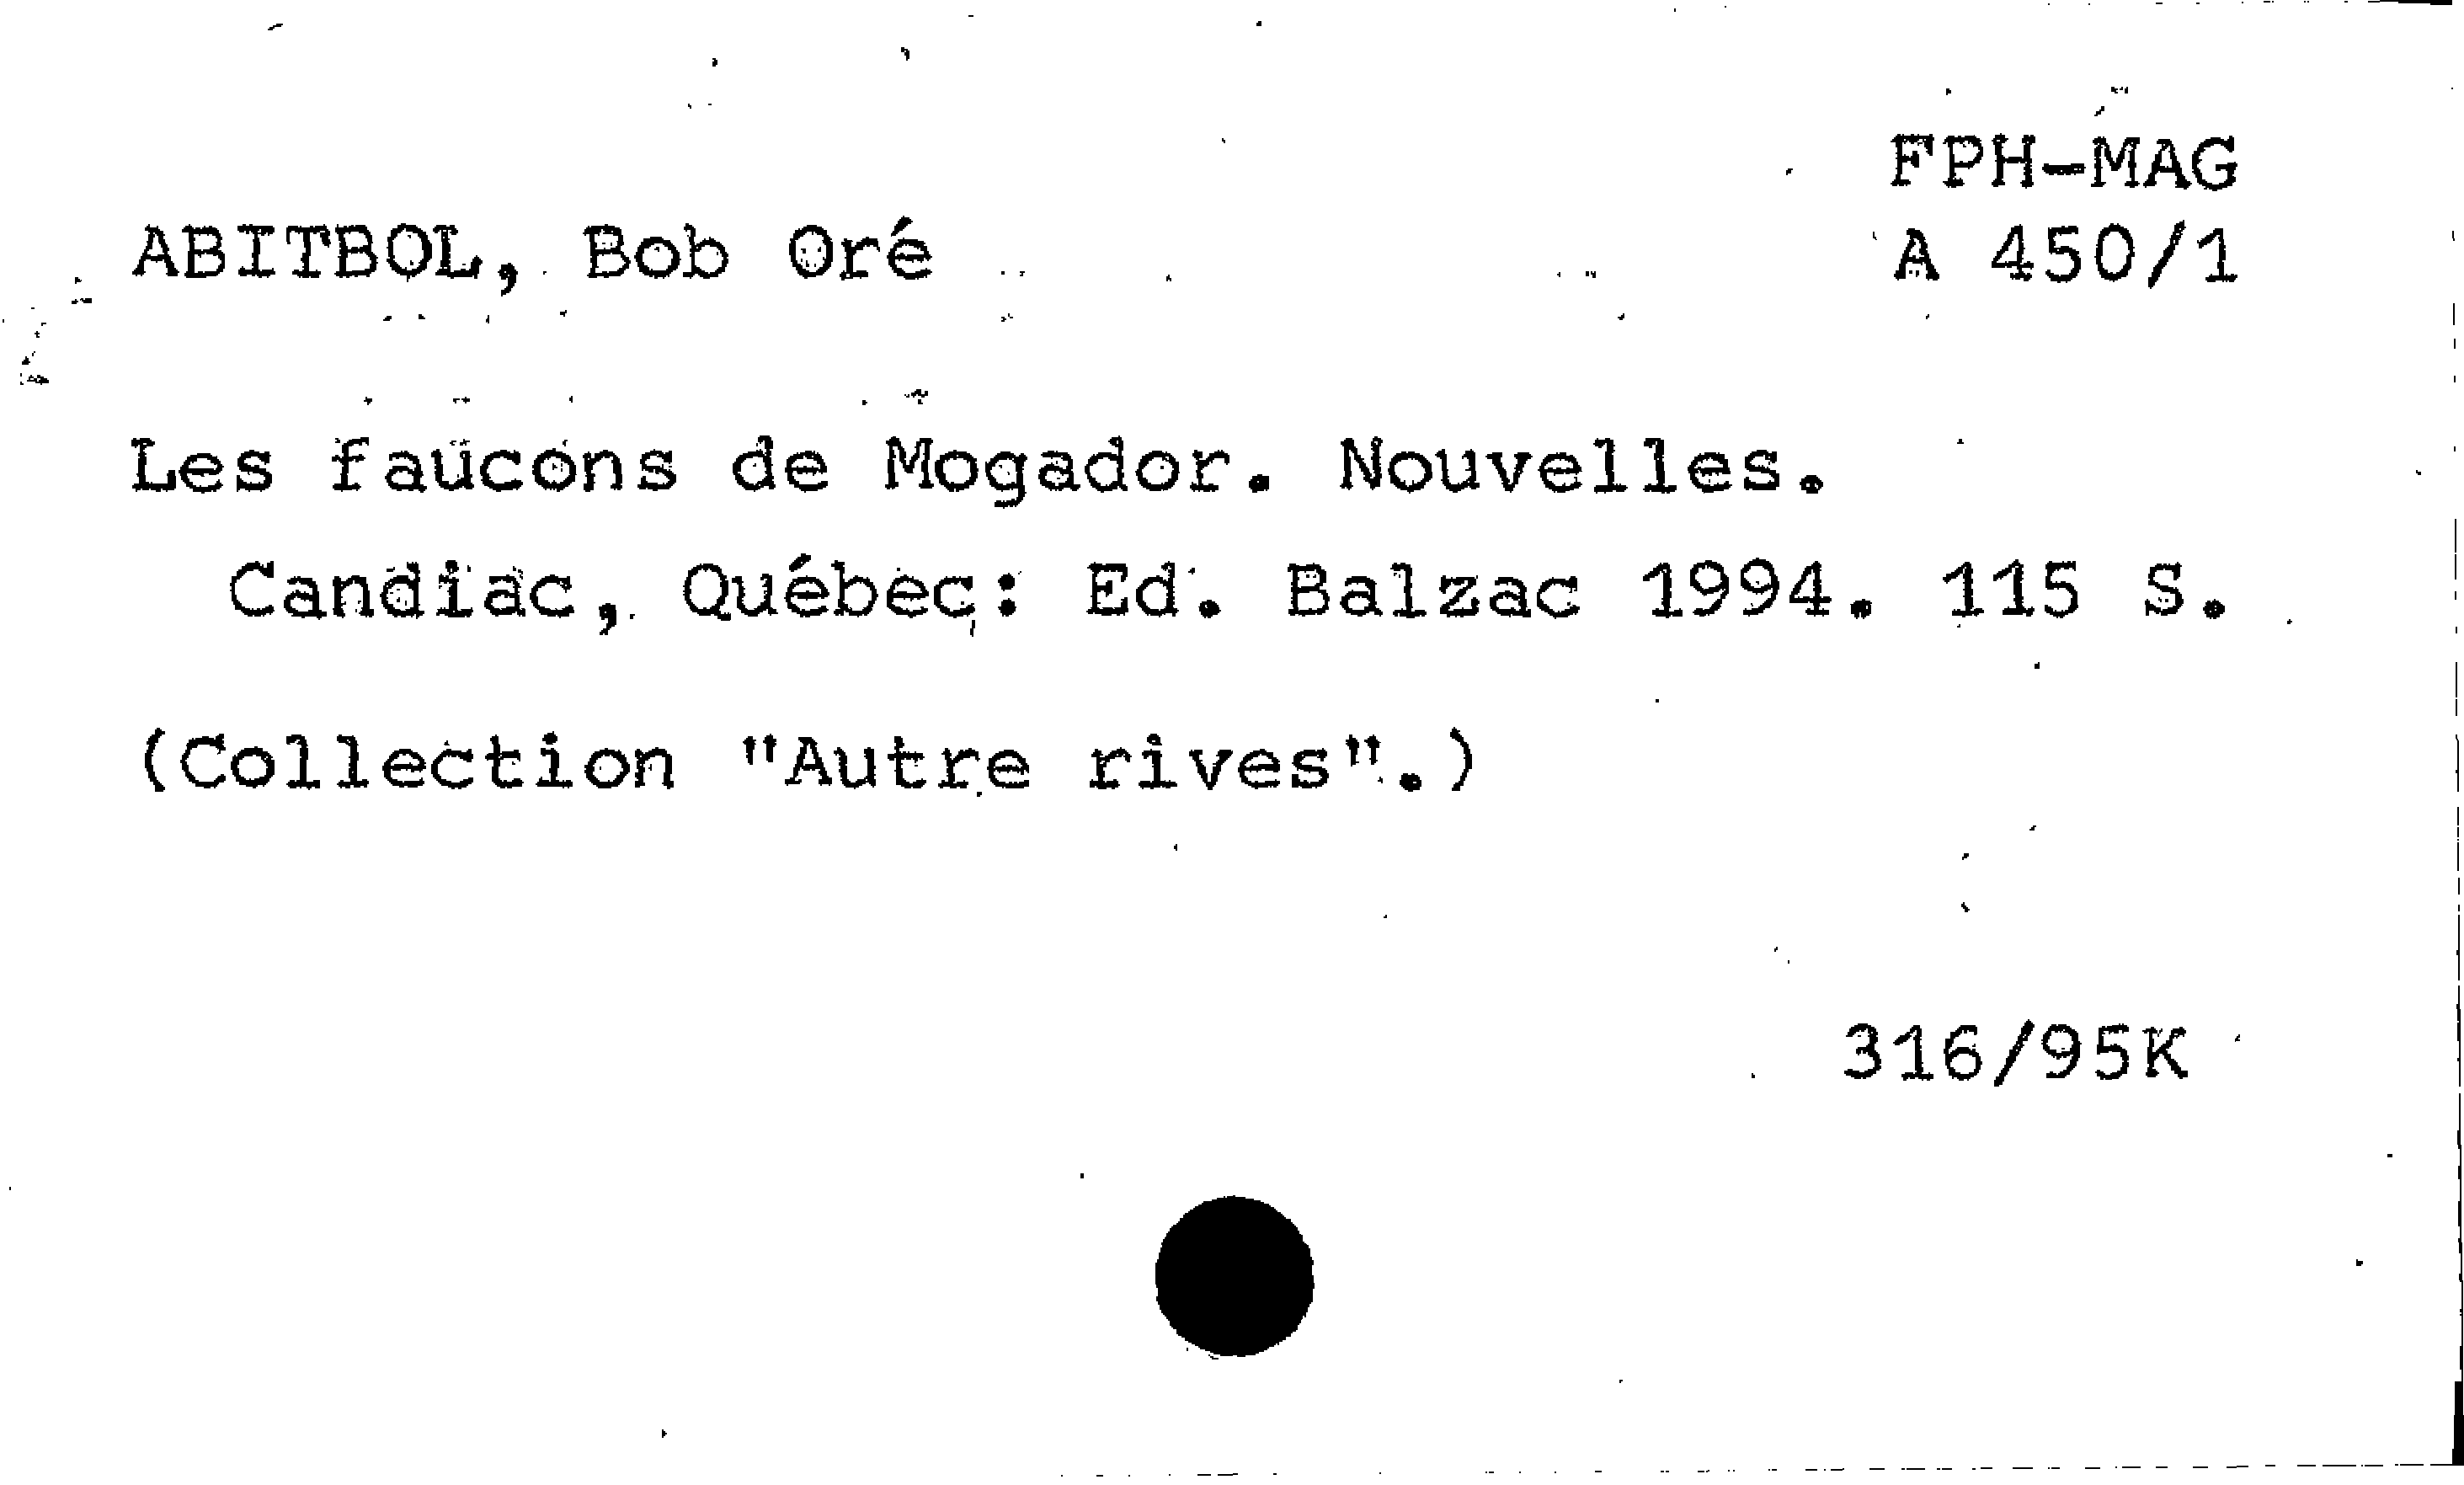 FPH-MAG
ABITBOL, Bob Oré A 450/1
Les faucons de Mogador. Nouvelles.
Candiac, Québec: Ed. Balzac 1994. 115 S.
(Collection "Autre rives".)
316/95K